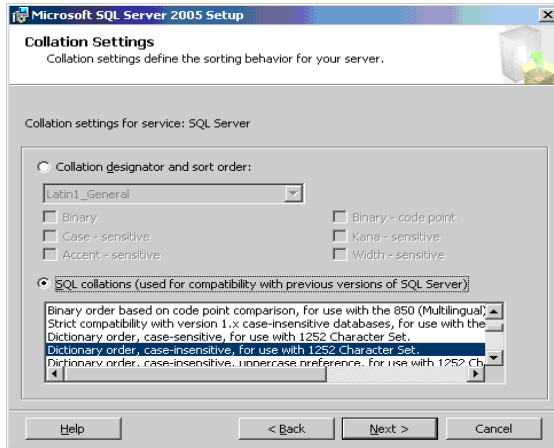 Microsoft SQL Server 2005 Setup
Collation Settings
Collation settings define the sorting behavior for your server.
Collation settings for service: SQL Server
Collation designator and sort order:
Latin1_General
Binary
Binary - code point
Case - sensitive
Kana - sensitive
Accent - sensitive
Width - sensitive
SQL collations (used for compatibility with previous versions of SQL Server)
Binary order based on code point comparison, for use with the 850 (Multilingual)
Strict compatibility with version 1.x case-insensitive databases, for use with the
Dictionary order, case-sensitive, for use with 1252 Character Set.
Dictionary order, case-insensitive, for use with 1252 Character Set.
Dictionary order, case-insensitive, uppercase preference, for use with 1252 Ch
Help
< Back
Next >
Cancel